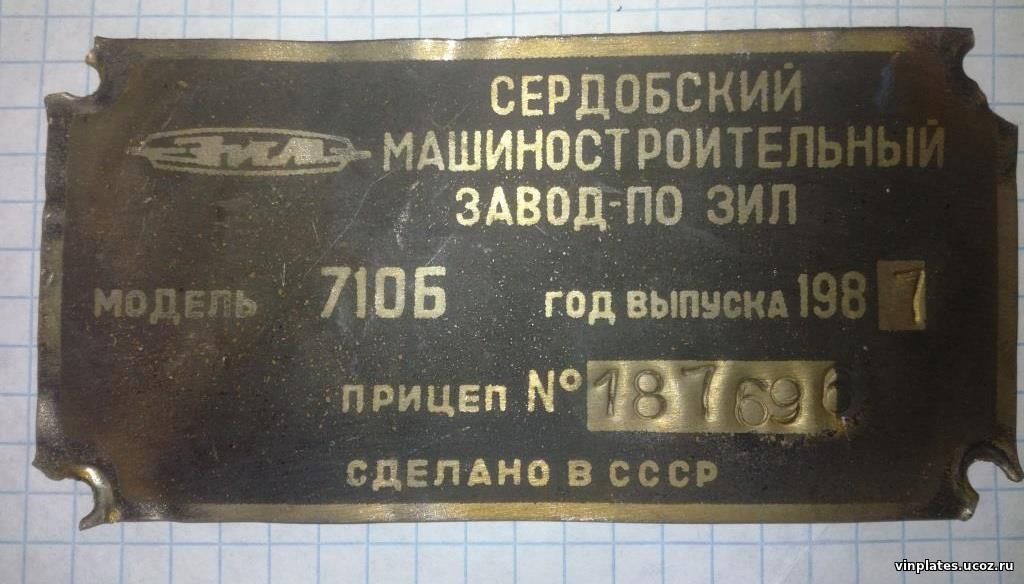 СЕРДОБСКИЙ
ЗИЛ МАШИНОСТРОИТЕЛЬНЫЙ
ЗАВОД-ПО ЗИЛ
МОДЕЛЬ 710Б ГОД ВЫПУСКА 1987
ПРИЦЕП № 187696
СДЕЛАНО В СССР
vinplates.ucoz.ru